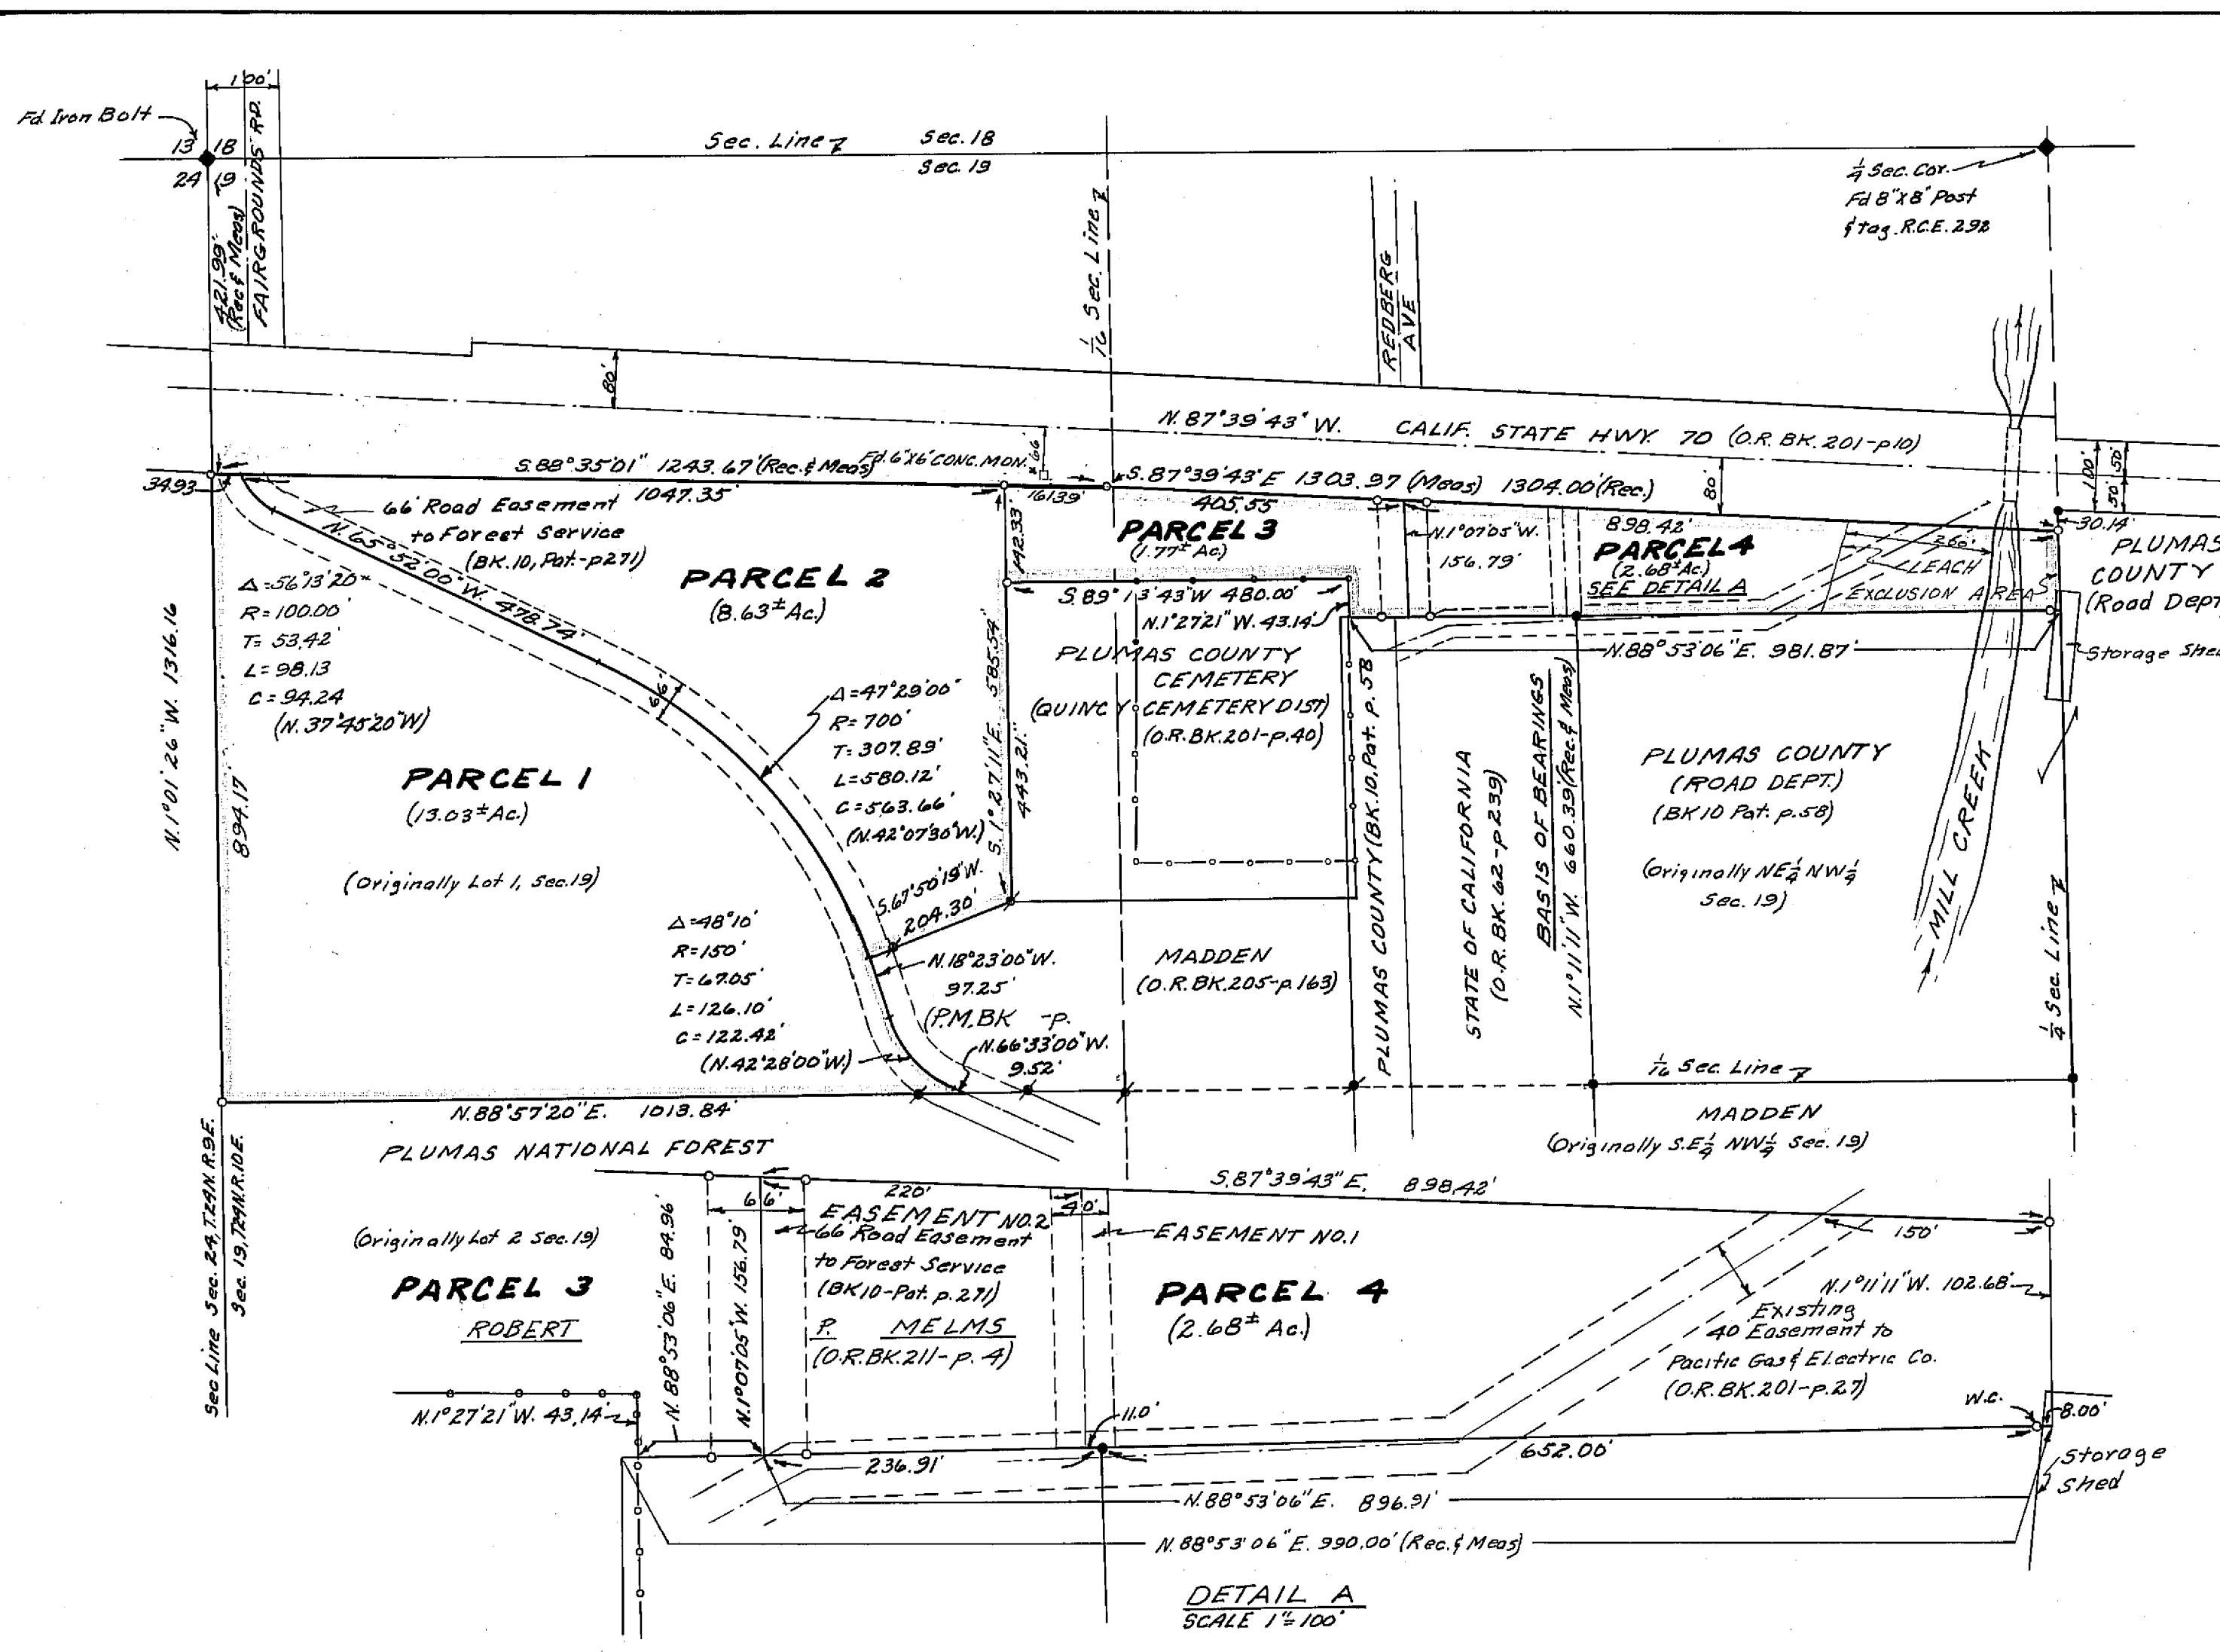 100'
Fd. Iron Bolt
13 18
24 19
421.99'
(Rec & Meas)
FAIRGROUNDS RD.
Sec. Line
Sec. 18
Sec. 19
1/16 Sec. Line
REDBERG
AVE
1/4 Sec. Cor.
Fd 8"X8" Post
& tag. R.C.E. 292
80'
N. 87°39'43" W. CALIF. STATE HWY. 70 (O.R. BK. 201-p10)
S.88°35'01" 1243.67' (Rec. & Meas)
Fd. 6"X6" CONC. MON.
66'
S.87°39'43"E 1303.97 (Meas) 1304.00' (Rec.)
80'
100'
50'
50'
34.93
66' Road Easement
to Forest Service
(BK. 10, Pat.-p271)
1047.35'
161.39'
405.55
PARCEL 3
(1.77± Ac.)
N.1°07'05"W.
156.79'
898.42'
PARCEL 4
(2.68± Ac.)
SEE DETAIL A
260'
LEACH
EXCLUSION AREA
30.14'
PLUMAS
COUNTY
(Road Dept
Storage Shed
N. 65°52'00" W. 478.74'
Δ=56°13'20"
R=100.00'
T= 53.42'
L= 98.13
C= 94.24
(N. 37°45'20"W)
PARCEL 2
(8.63± Ac.)
142.33'
S.89°13'43"W 480.00'
N.1°27'21" W. 43.14'
N.88°53'06"E. 981.87'
PLUMAS COUNTY
CEMETERY
(QUINCY CEMETERY DIST)
(O.R.BK.201-p.40)
66'
Δ=47°29'00"
R= 700'
T= 307.89'
L=580.12'
C=563.66'
(N.42°07'30"W.)
S. 1°27'11"E. 585.54'
443.21'
N.1°01'26"W. 1316.16
894.17'
PARCEL 1
(13.03± Ac.)
(Originally Lot 1, Sec.19)
S.67°50'19"W.
204.30'
Δ=48°10'
R=150'
T= 67.05'
L=126.10'
C= 122.42'
(N.42°28'00"W.)
N.18°23'00"W.
97.25'
(P.M.BK -p.
N.66°33'00"W.
9.52'
MADDEN
(O.R.BK.205-p.163)
PLUMAS COUNTY (BK.10, Pat. p. 58
STATE OF CALIFORNIA
(O.R. BK. 62-p239)
BASIS OF BEARINGS
N.1°11'11"W. 660.39' (Rec. & Meas)
PLUMAS COUNTY
(ROAD DEPT.)
(BK 10 Pat. p.58)
(Originally NE1/4 NW1/4
Sec. 19)
MILL CREEK
1/4 Sec. Line
1/16 Sec. Line
N.88°57'20"E. 1013.84'
PLUMAS NATIONAL FOREST
MADDEN
(Originally S.E1/4 NW1/4 Sec. 19)
Sec Line Sec. 24, T.24N. R.9E.
Sec. 19, T24N.R.10E.
S.87°39'43"E. 898.42'
(Originally Lot 2 Sec.19)
PARCEL 3
ROBERT
N.88°53'06"E. 84.96'
66'
N.1°07'05"W. 156.79'
220'
EASEMENT NO.2
66' Road Easement
to Forest Service
(BK10-Pat. p.271)
P. MELMS
(O.R.BK.211-p.4)
40'
EASEMENT NO.1
PARCEL 4
(2.68± Ac.)
150'
N.1°11'11"W. 102.68'
Existing
40' Easement to
Pacific Gas & Electric Co.
(O.R.BK.201-p.27)
W.C.
8.00'
N.1°27'21"W. 43.14'
11.0'
236.91'
652.00'
Storage
Shed
N.88°53'06"E. 896.91'
N.88°53'06"E. 990.00' (Rec. & Meas)
DETAIL A
SCALE 1"=100'